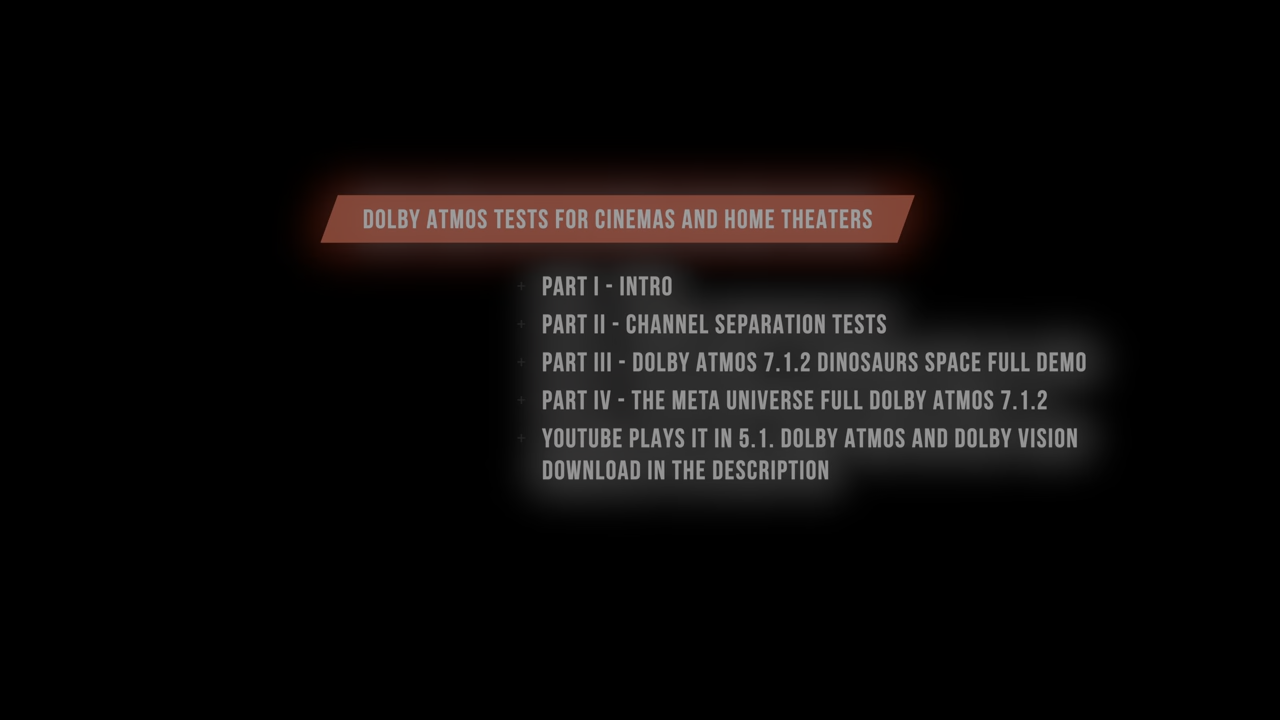 DOLBY ATMOS TESTS FOR CINEMAS AND HOME THEATERS
+ PART I - INTRO
+ PART II - CHANNEL SEPARATION TESTS
+ PART III - DOLBY ATMOS 7.1.2 DINOSAURS SPACE FULL DEMO
+ PART IV - THE META UNIVERSE FULL DOLBY ATMOS 7.1.2
+ YOUTUBE PLAYS IT IN 5.1. DOLBY ATMOS AND DOLBY VISION
DOWNLOAD IN THE DESCRIPTION